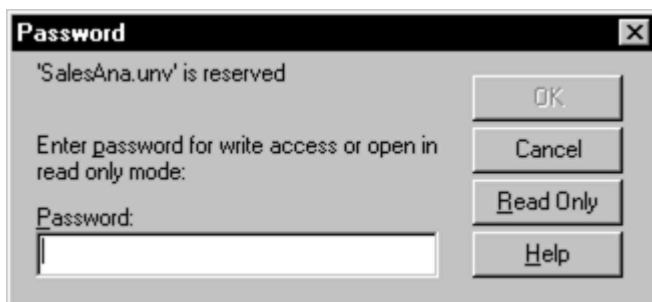 Password
'SalesAna.unv' is reserved
OK
Enter password for write access or open in
read only mode:
Cancel
Read Only
Password:
Help